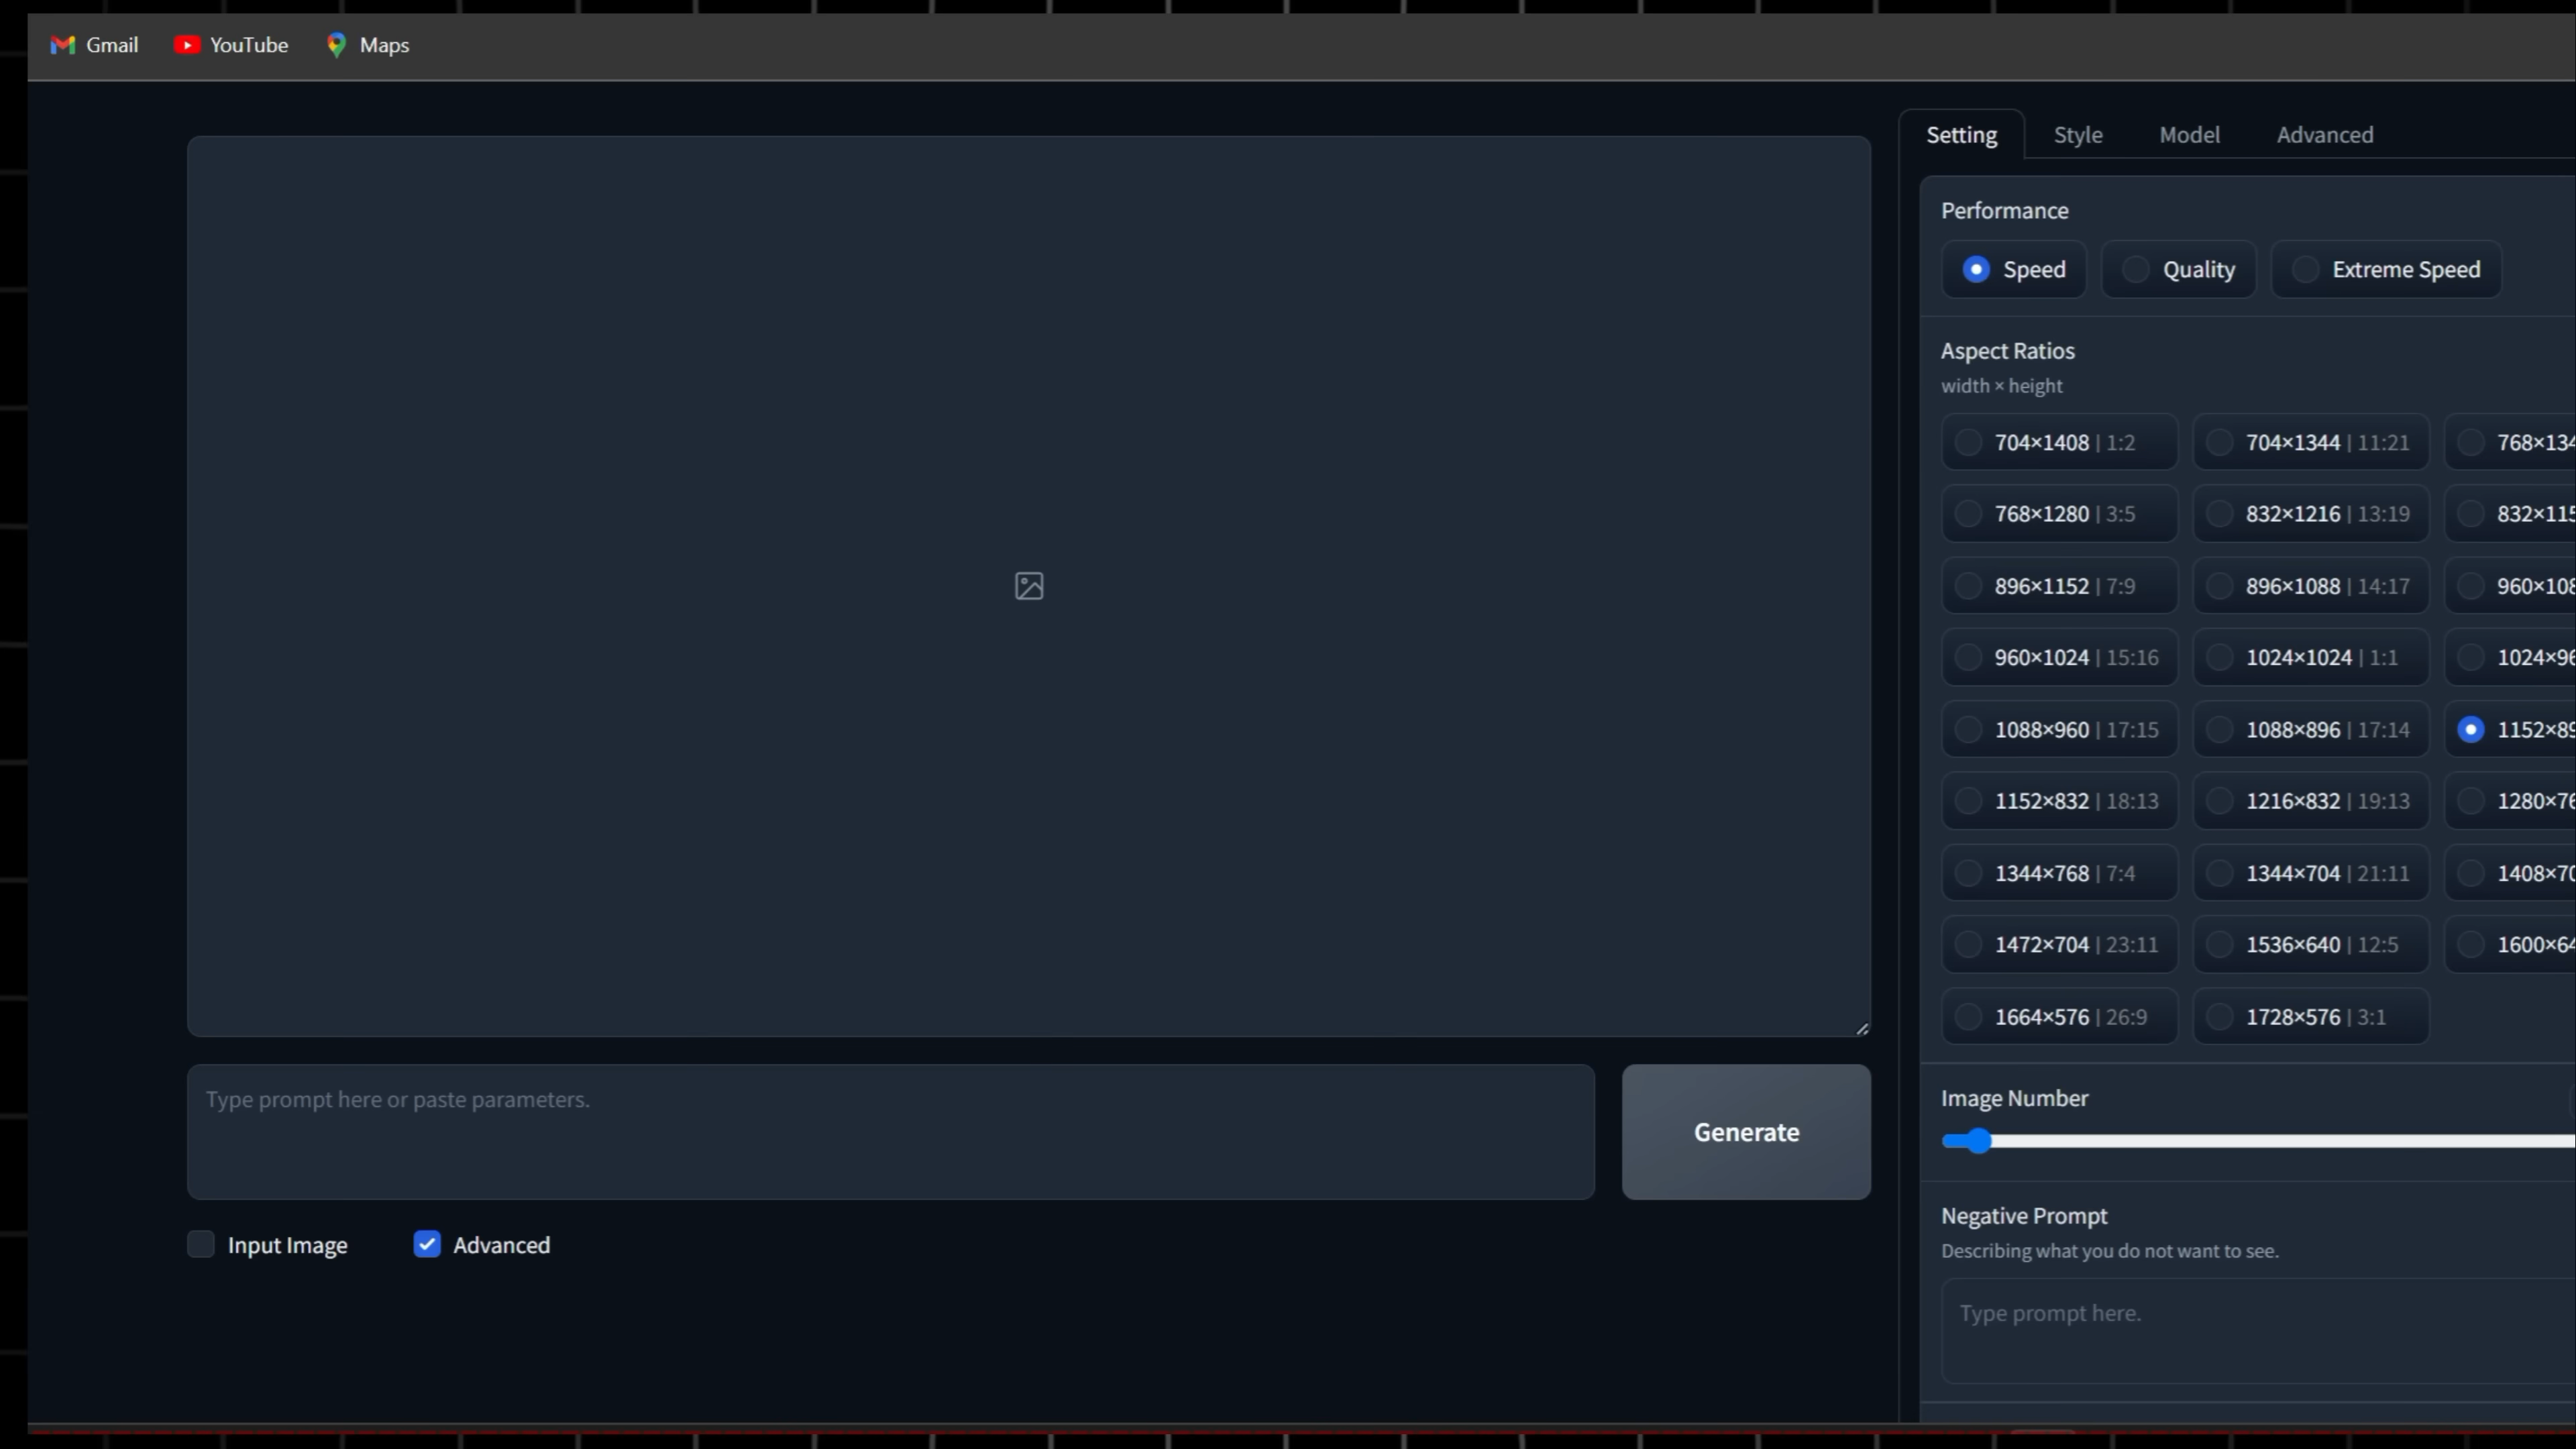 Gmail YouTube Maps
Setting Style Model Advanced
Performance
Speed Quality Extreme Speed
Aspect Ratios
width × height
704×1408 | 1:2 704×1344 | 11:21
768×1280 | 3:5 832×1216 | 13:19
896×1152 | 7:9 896×1088 | 14:17
960×1024 | 15:16 1024×1024 | 1:1
1088×960 | 17:15 1088×896 | 17:14
1152×832 | 18:13 1216×832 | 19:13
1344×768 | 7:4 1344×704 | 21:11
1472×704 | 23:11 1536×640 | 12:5
1664×576 | 26:9 1728×576 | 3:1
Type prompt here or paste parameters.
Generate
Input Image Advanced
Image Number
Negative Prompt
Describing what you do not want to see.
Type prompt here.